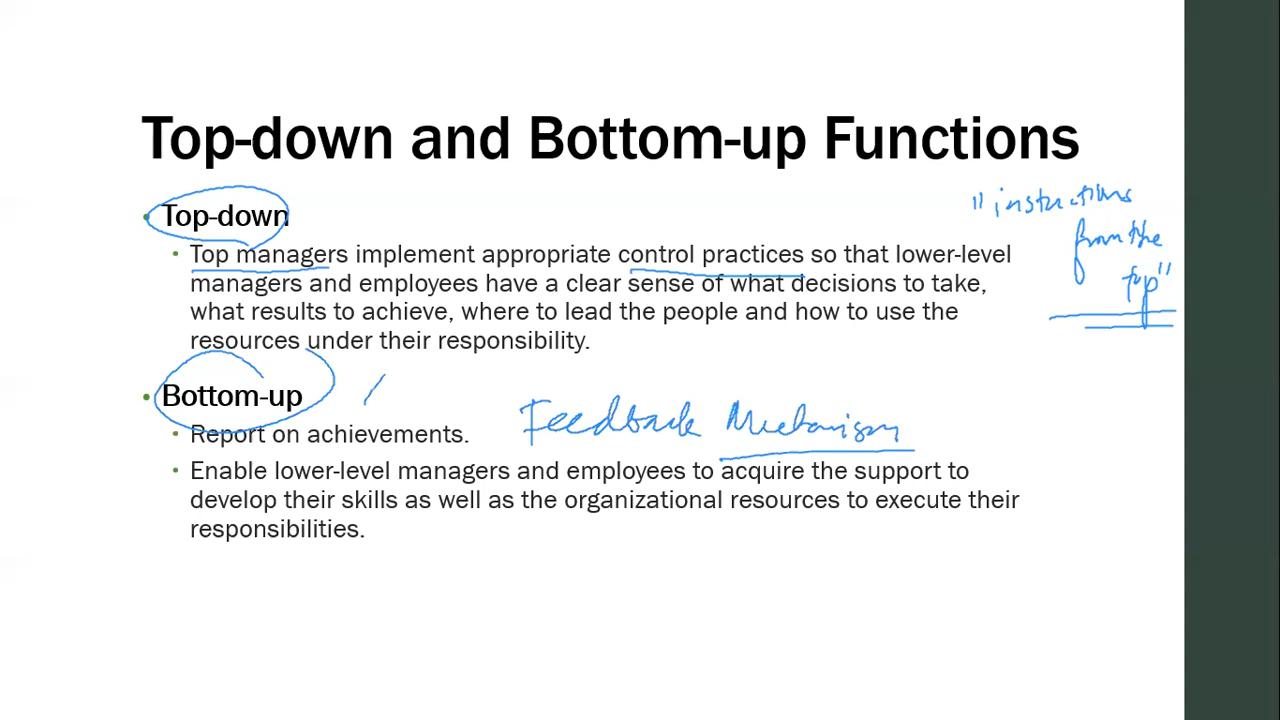 Top-down and Bottom-up Functions
• Top-down
"instructions
from the
top"
• Top managers implement appropriate control practices so that lower-level
managers and employees have a clear sense of what decisions to take,
what results to achieve, where to lead the people and how to use the
resources under their responsibility.
• Bottom-up
Feedback Mechanism
• Report on achievements.
• Enable lower-level managers and employees to acquire the support to
develop their skills as well as the organizational resources to execute their
responsibilities.